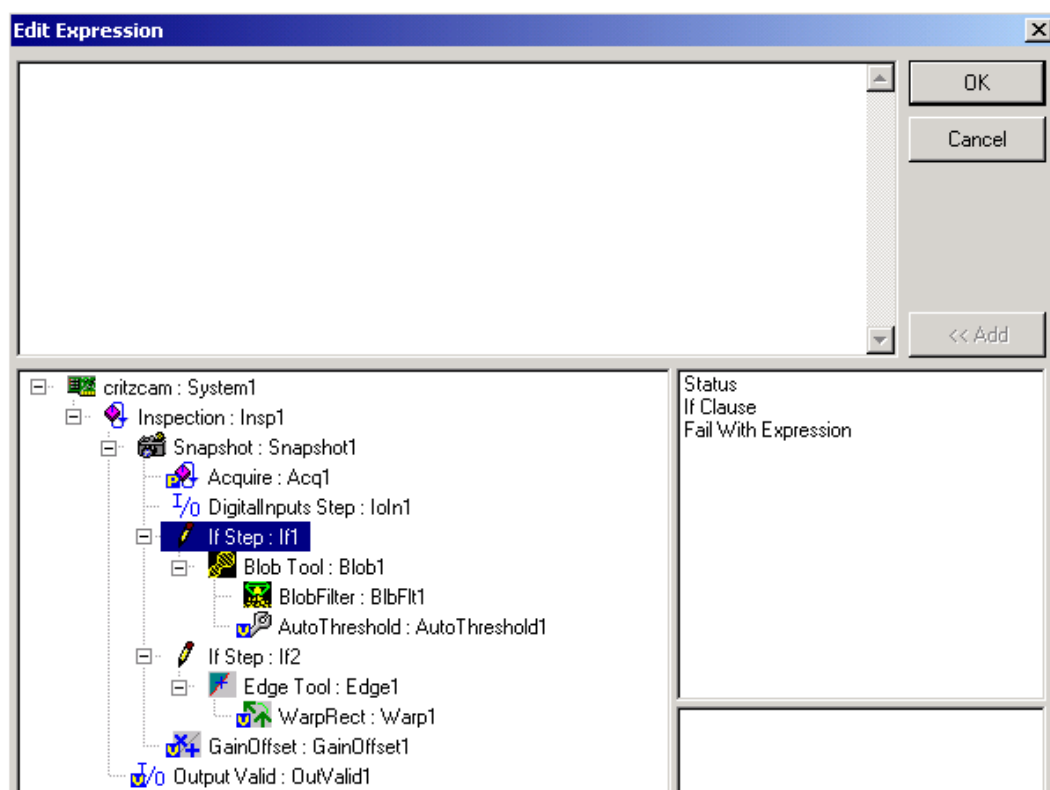 Edit Expression
OK
Cancel
<< Add
critzcam : System1
Inspection : Insp1
Snapshot : Snapshot1
Acquire : Acq1
I/0 DigitalInputs Step : IoIn1
If Step : If1
Blob Tool : Blob1
BlobFilter : BlbFlt1
AutoThreshold : AutoThreshold1
If Step : If2
Edge Tool : Edge1
WarpRect : Warp1
GainOffset : GainOffset1
I/0 Output Valid : OutValid1
Status
If Clause
Fail With Expression